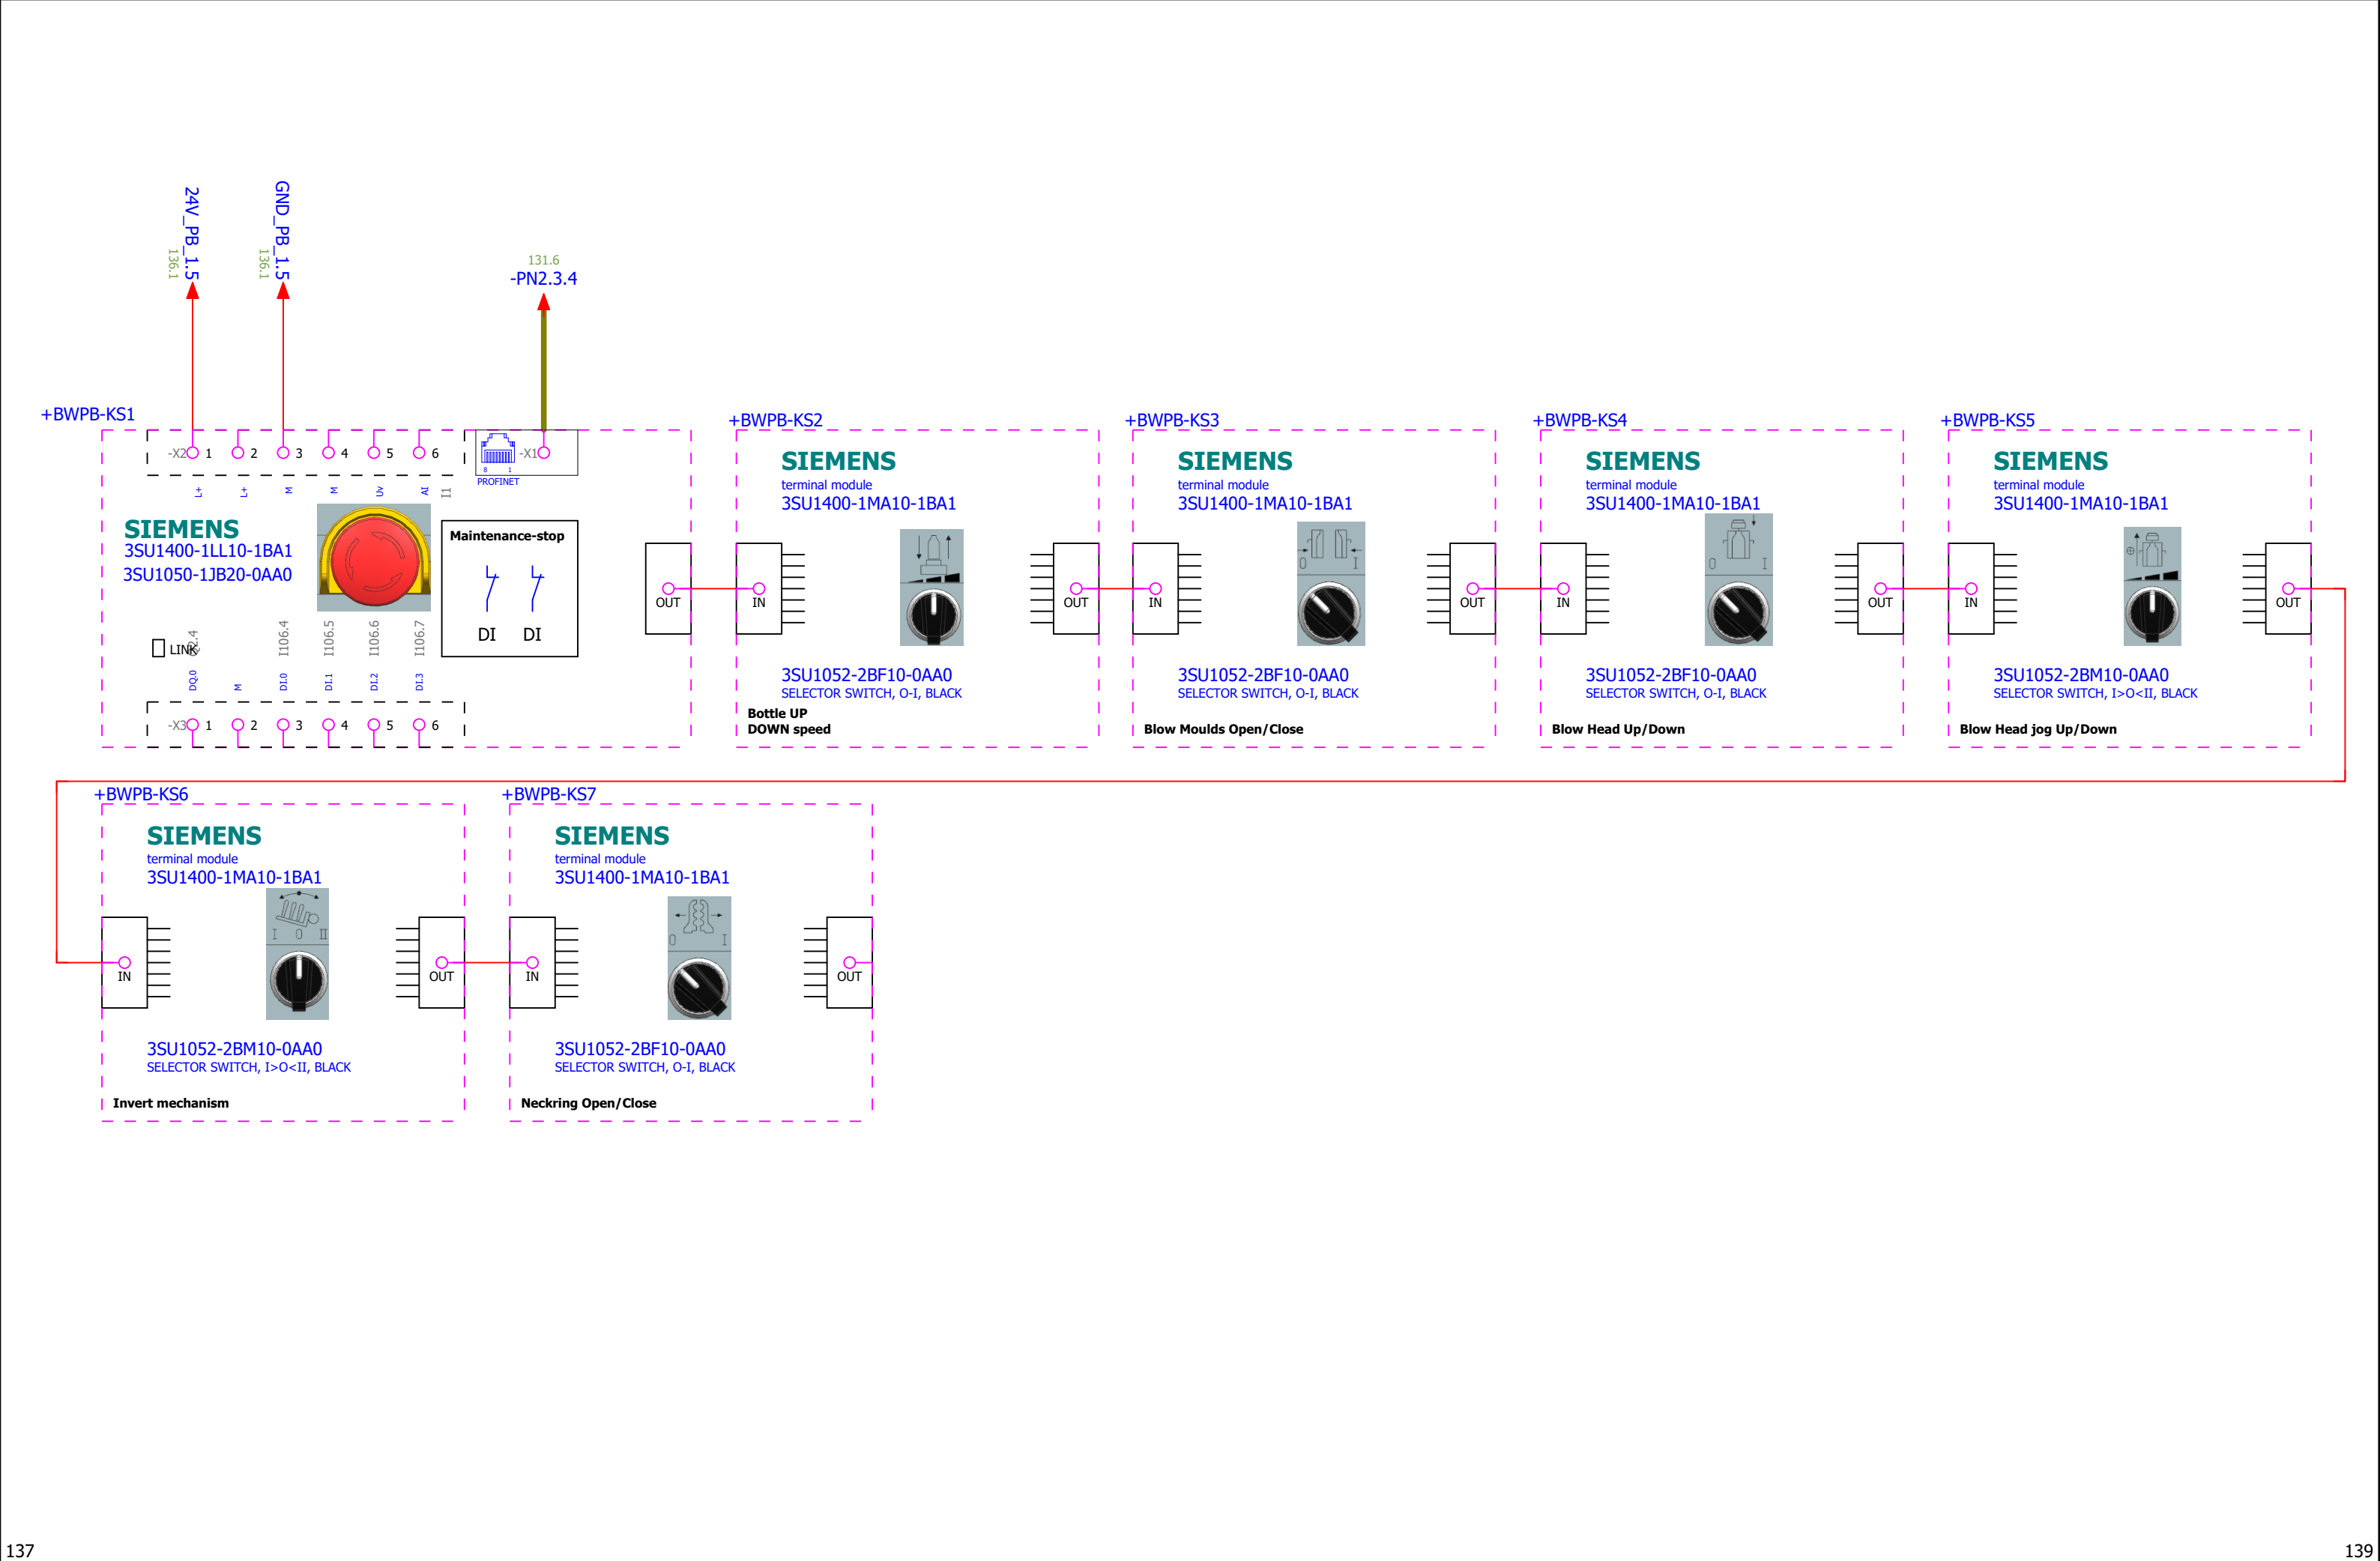 24V_PB_1.5
136.1
GND_PB_1.5
136.1
131.6
-PN2.3.4
+BWPB-KS1
-X2 1 2 3 4 5 6
-X1
8 1
PROFINET
L+ L+ M M Uv AI I1
SIEMENS
3SU1400-1LL10-1BA1
3SU1050-1JB20-0AA0
Maintenance-stop
DI DI
LINK
I106.4 I106.5 I106.6 I106.7
DQ.0 M DI.0 DI.1 DI.2 DI.3
-X3 1 2 3 4 5 6
OUT
+BWPB-KS2
SIEMENS
terminal module
3SU1400-1MA10-1BA1
IN
OUT
3SU1052-2BF10-0AA0
SELECTOR SWITCH, O-I, BLACK
Bottle UP
DOWN speed
+BWPB-KS3
SIEMENS
terminal module
3SU1400-1MA10-1BA1
O I
IN
OUT
3SU1052-2BF10-0AA0
SELECTOR SWITCH, O-I, BLACK
Blow Moulds Open/Close
+BWPB-KS4
SIEMENS
terminal module
3SU1400-1MA10-1BA1
O I
IN
OUT
3SU1052-2BF10-0AA0
SELECTOR SWITCH, O-I, BLACK
Blow Head Up/Down
+BWPB-KS5
SIEMENS
terminal module
3SU1400-1MA10-1BA1
IN
OUT
3SU1052-2BM10-0AA0
SELECTOR SWITCH, I>O<II, BLACK
Blow Head jog Up/Down
+BWPB-KS6
SIEMENS
terminal module
3SU1400-1MA10-1BA1
I O II
IN
OUT
3SU1052-2BM10-0AA0
SELECTOR SWITCH, I>O<II, BLACK
Invert mechanism
+BWPB-KS7
SIEMENS
terminal module
3SU1400-1MA10-1BA1
O I
IN
OUT
3SU1052-2BF10-0AA0
SELECTOR SWITCH, O-I, BLACK
Neckring Open/Close
137
139